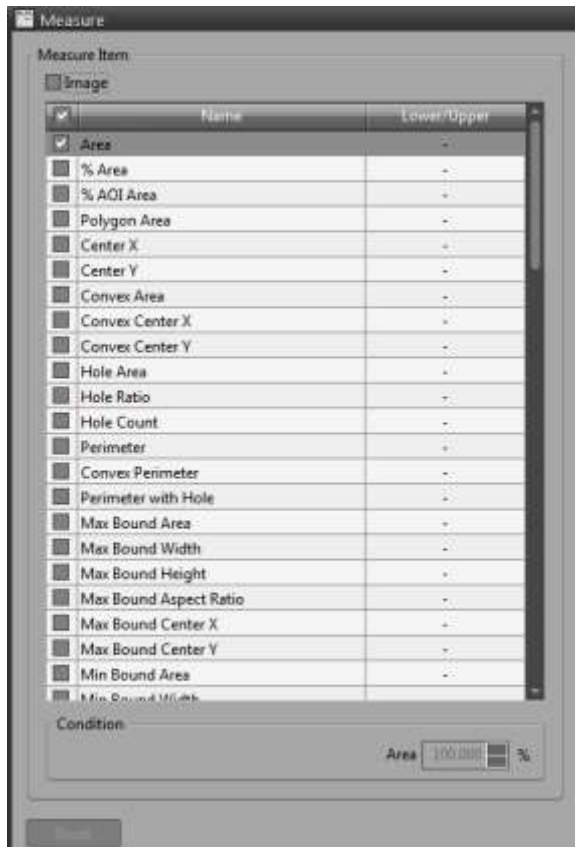 Measure
Measure Item
Image
Name Lower/Upper
Area -
% Area -
% AOI Area -
Polygon Area -
Center X -
Center Y -
Convex Area -
Convex Center X -
Convex Center Y -
Hole Area -
Hole Ratio -
Hole Count -
Perimeter -
Convex Perimeter -
Perimeter with Hole -
Max Bound Area -
Max Bound Width -
Max Bound Height -
Max Bound Aspect Ratio -
Max Bound Center X -
Max Bound Center Y -
Min Bound Area -
Min Bound Width
Condition
Area 100.000 %